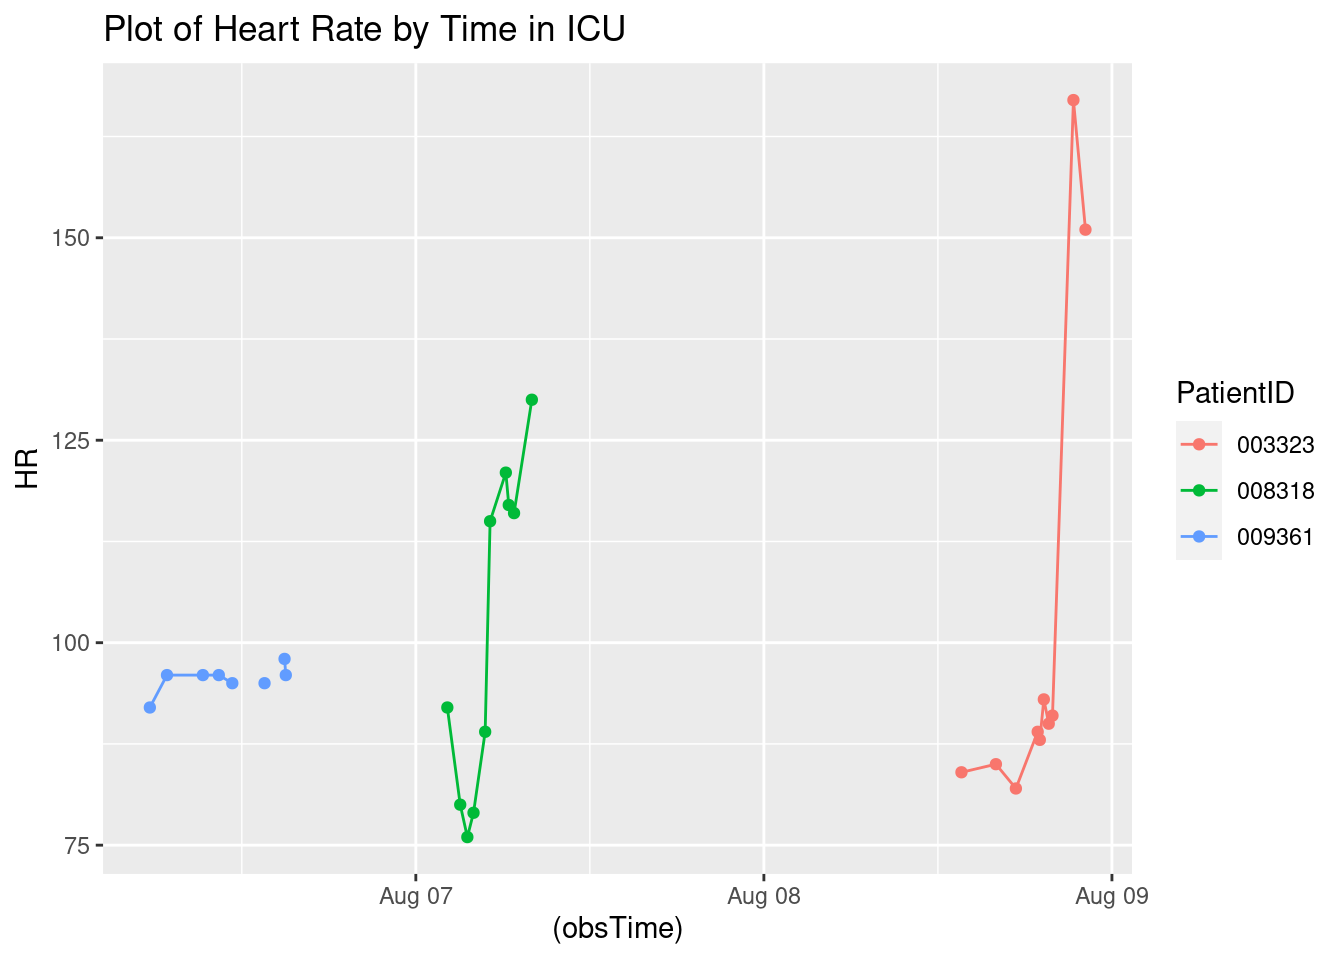 Plot of Heart Rate by Time in ICU
HR
150
125
100
75
Aug 07
Aug 08
Aug 09
(obsTime)
PatientID
003323
008318
009361